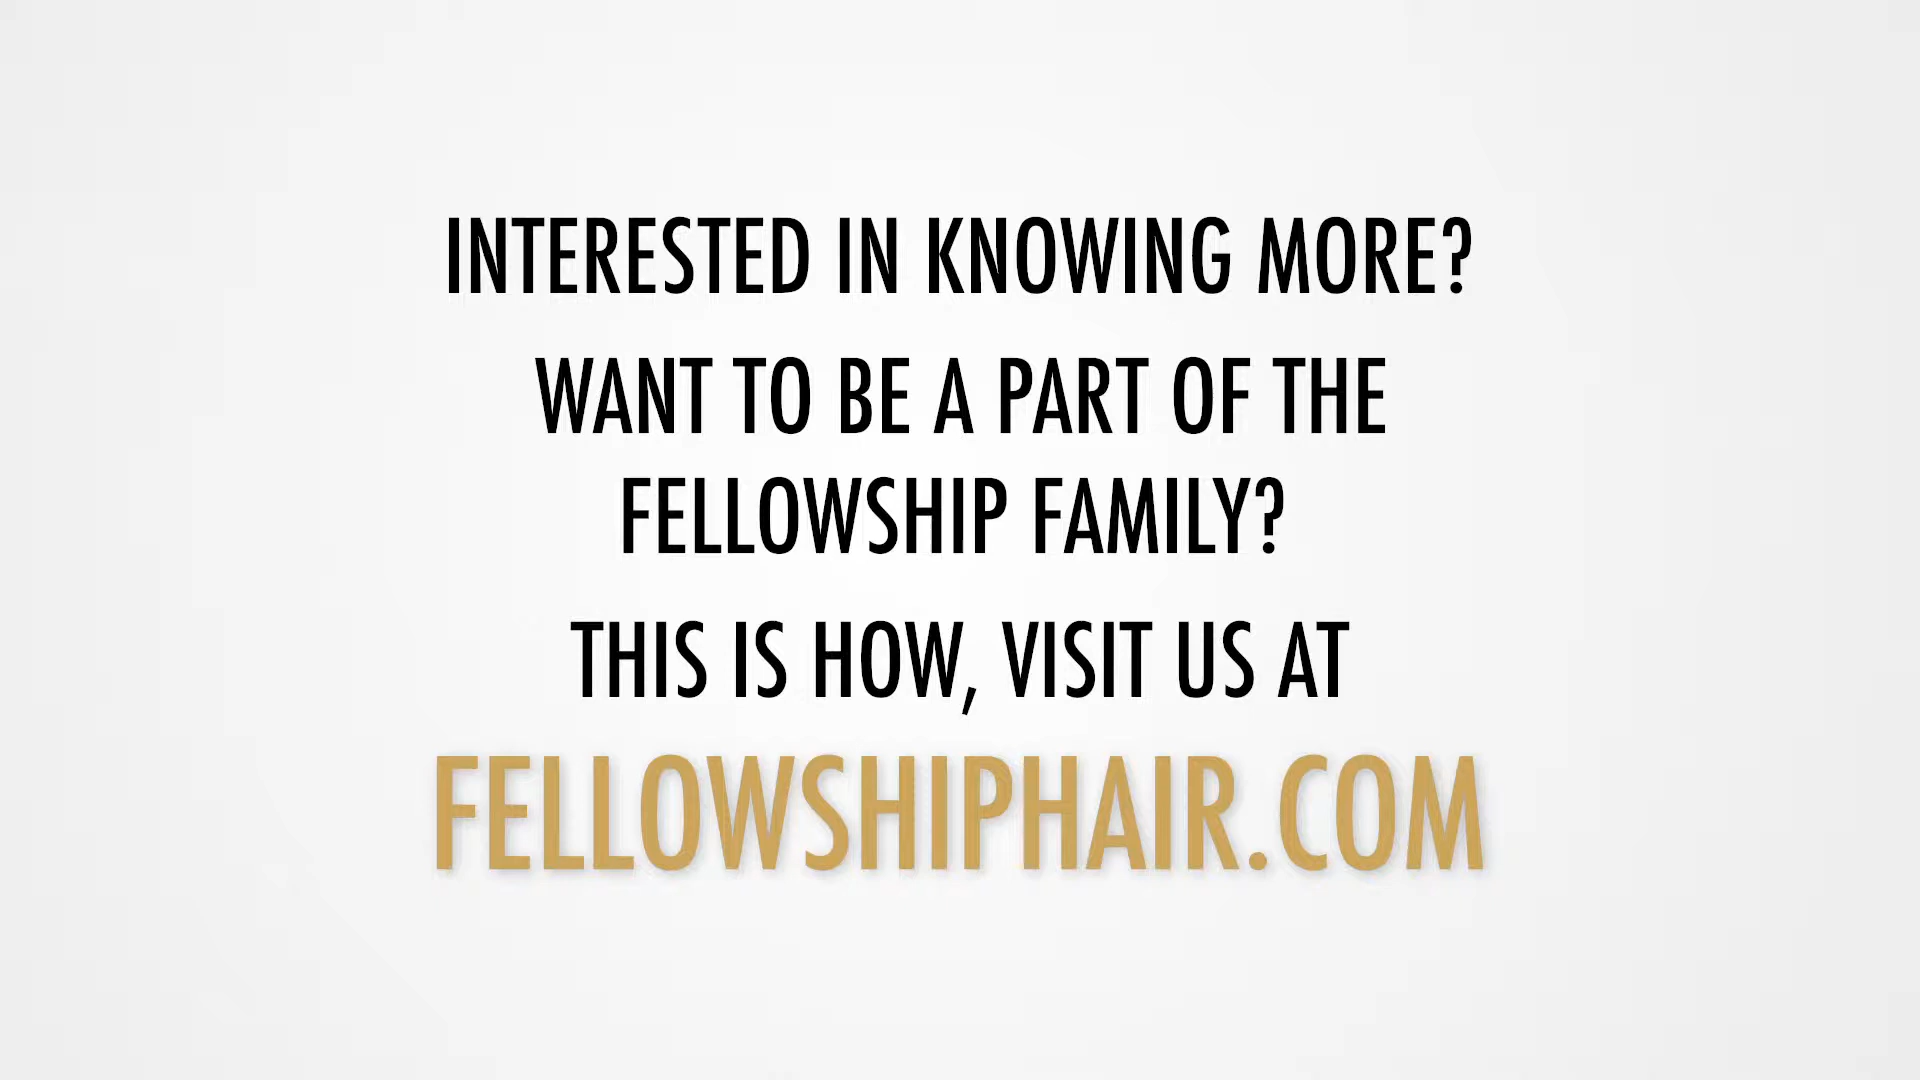 INTERESTED IN KNOWING MORE?
WANT TO BE A PART OF THE
FELLOWSHIP FAMILY?
THIS IS HOW, VISIT US AT
FELLOWSHIPHAIR.COM